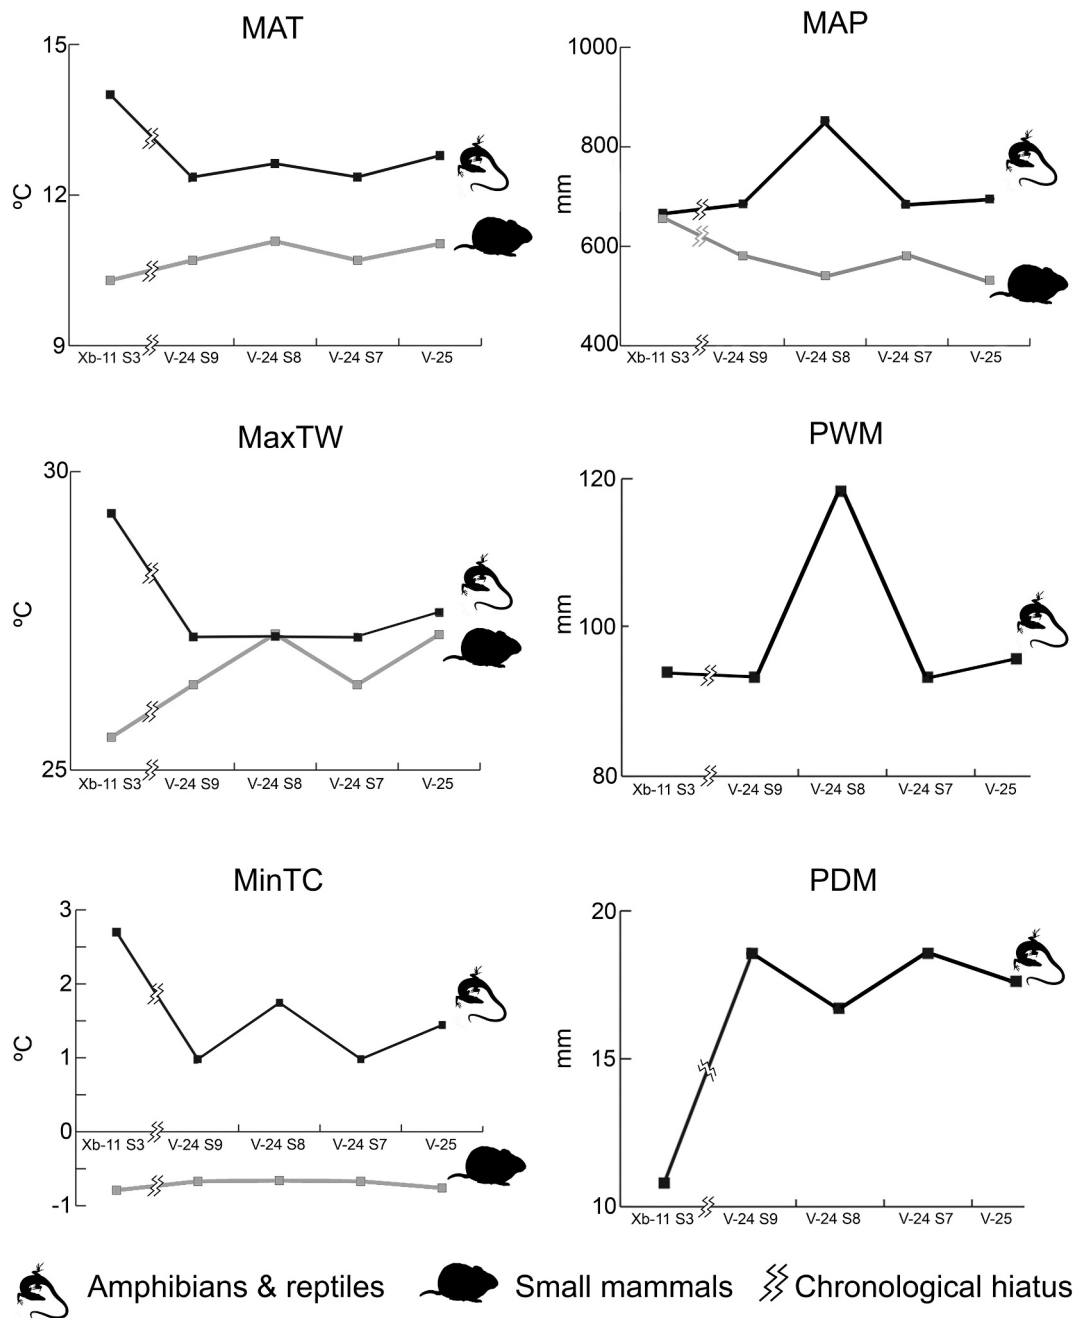 MAT
15
12
9
ºC
Xb-11 S3 V-24 S9 V-24 S8 V-24 S7 V-25
MAP
1000
800
600
400
mm
Xb-11 S3 V-24 S9 V-24 S8 V-24 S7 V-25
MaxTW
30
25
ºC
Xb-11 S3 V-24 S9 V-24 S8 V-24 S7 V-25
PWM
120
100
80
mm
Xb-11 S3 V-24 S9 V-24 S8 V-24 S7 V-25
MinTC
3
2
1
0
-1
ºC
Xb-11 S3 V-24 S9 V-24 S8 V-24 S7 V-25
PDM
20
15
10
mm
Xb-11 S3 V-24 S9 V-24 S8 V-24 S7 V-25
Amphibians & reptiles Small mammals Chronological hiatus